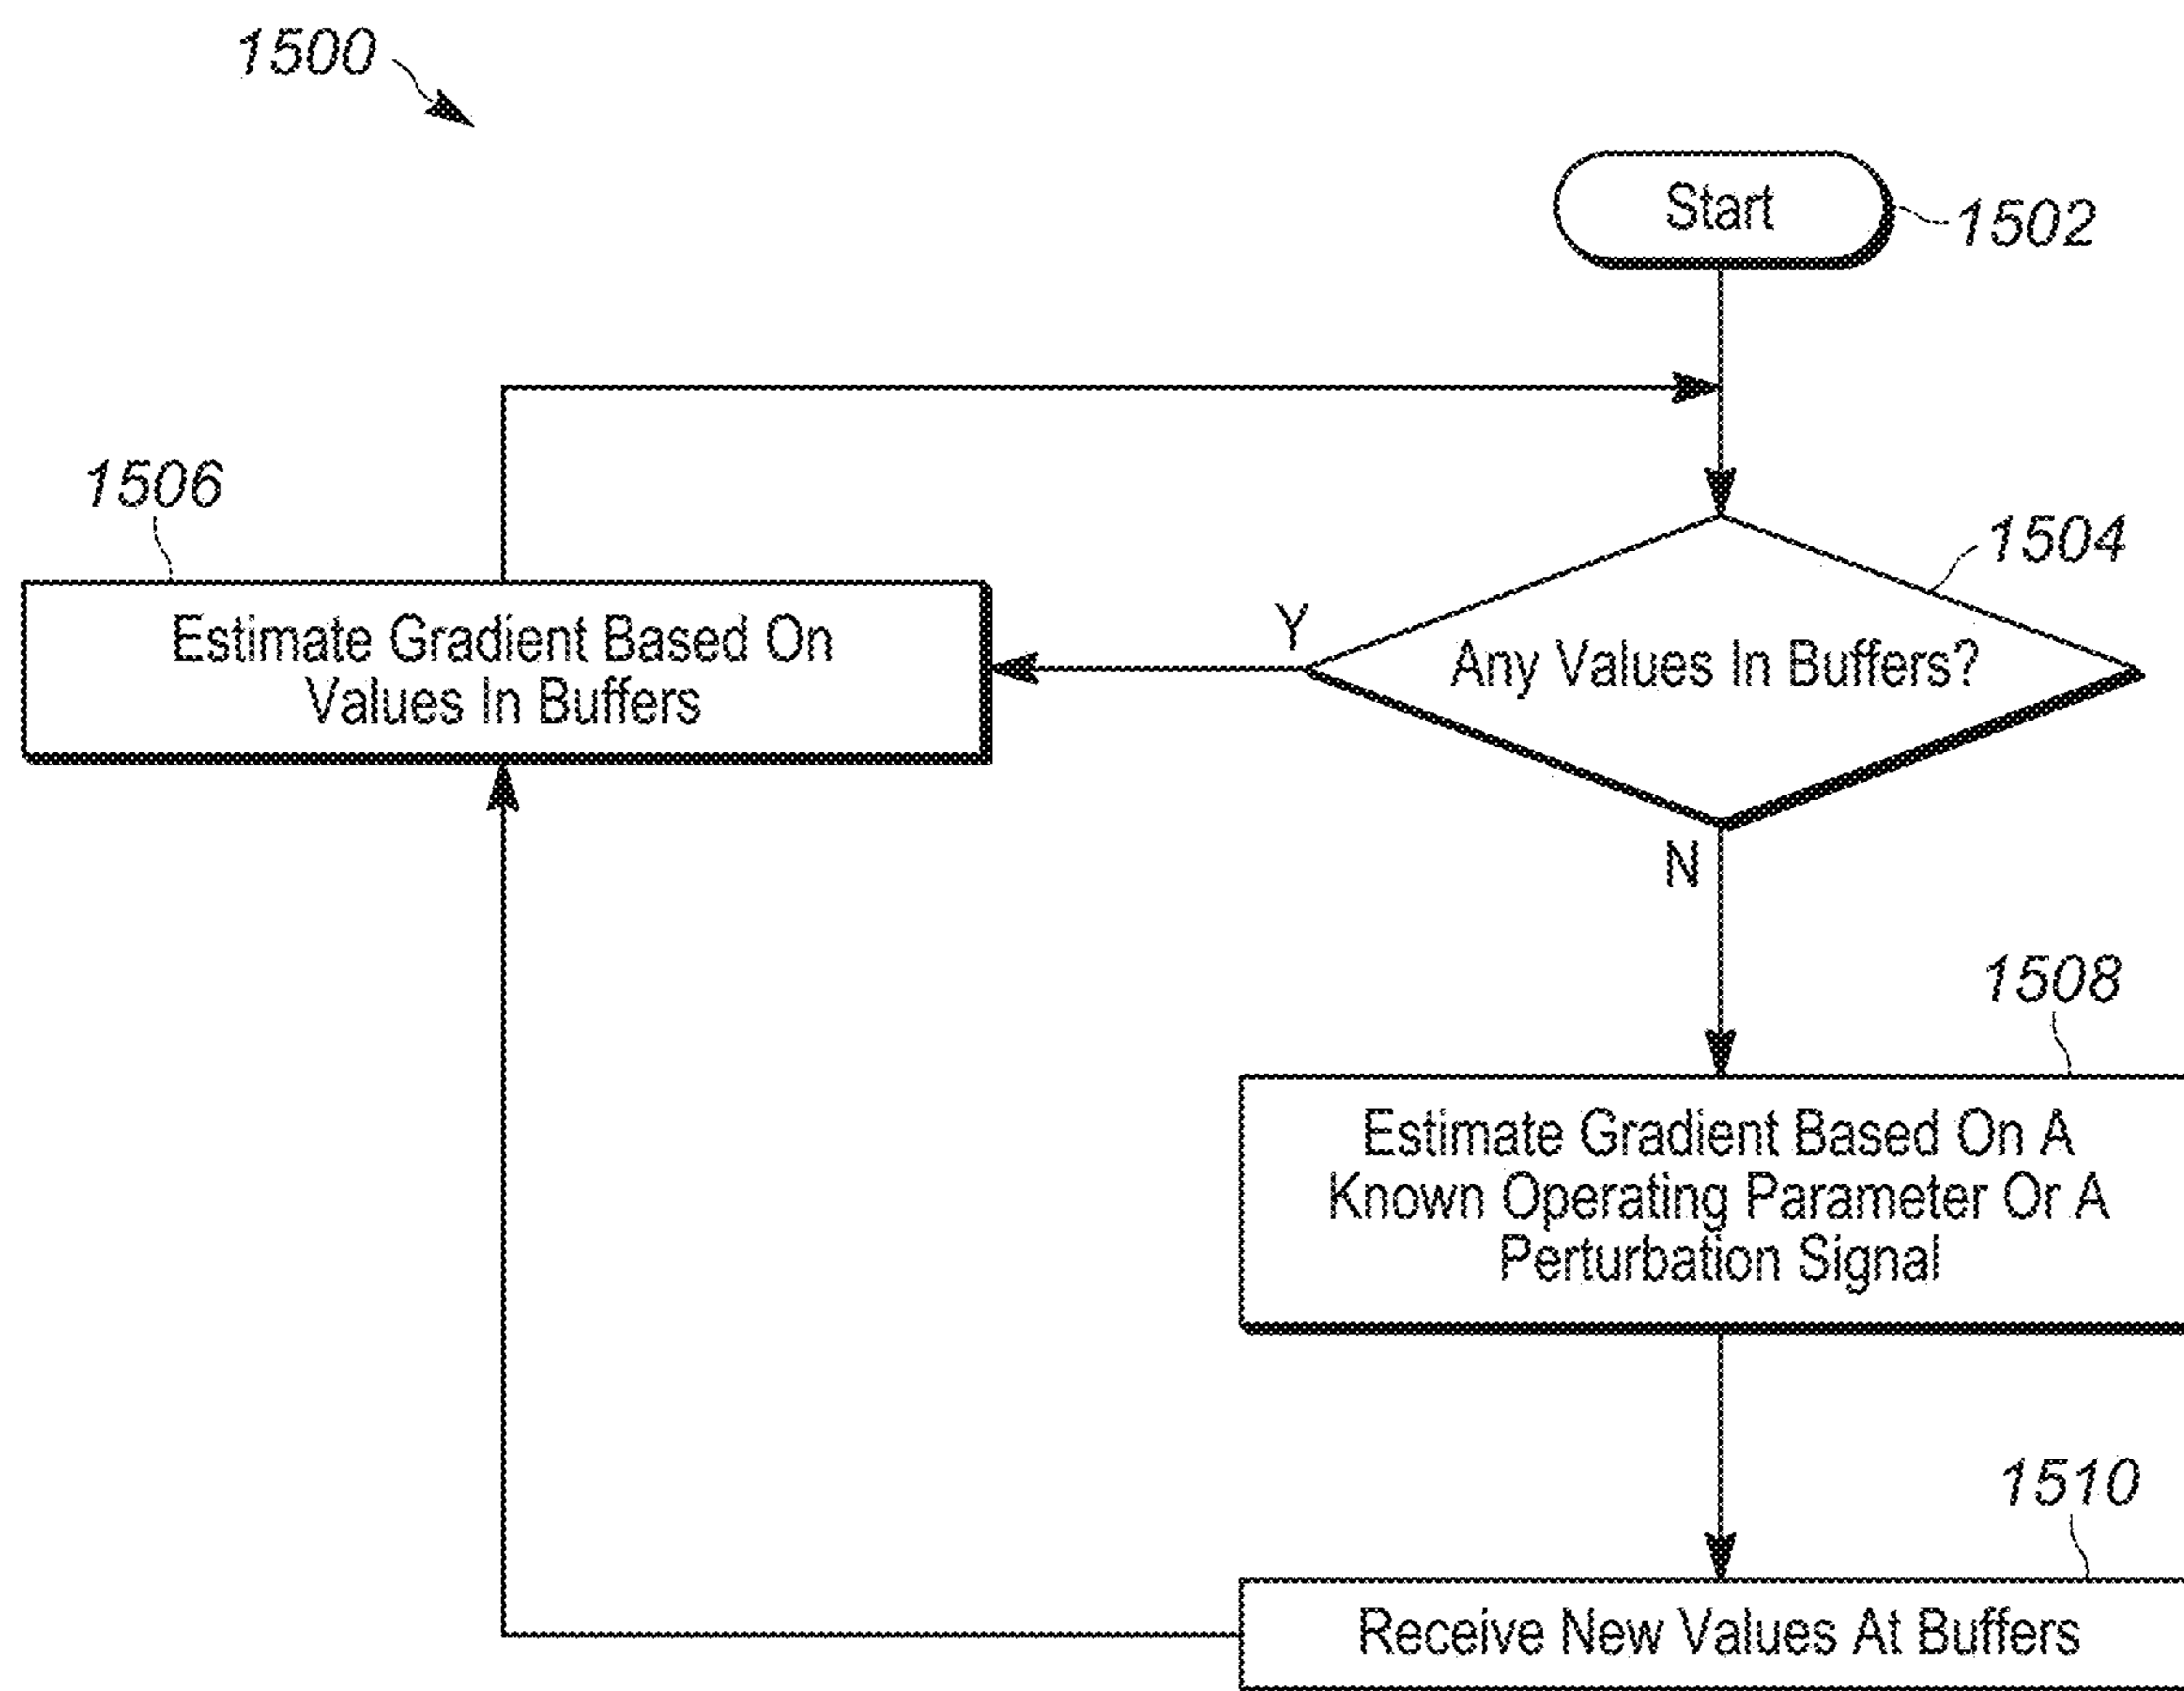 1500
Start
1502
1506
1504
Estimate Gradient Based On
Values In Buffers
Y
Any Values In Buffers?
N
1508
Estimate Gradient Based On A
Known Operating Parameter Or A
Perturbation Signal
1510
Receive New Values At Buffers